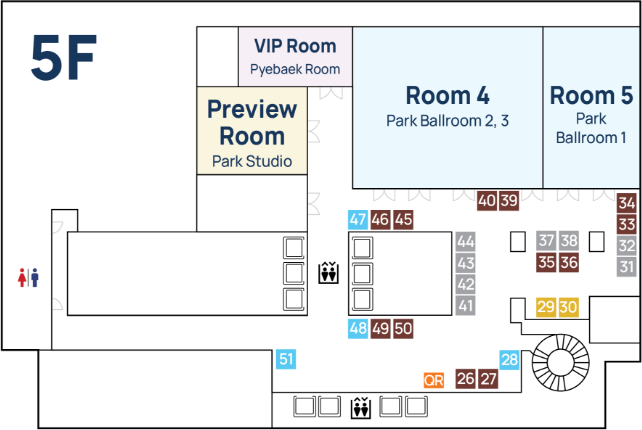 5F
VIP Room
Pyebaek Room
Room 4
Park Ballroom 2, 3
Room 5
Park
Ballroom 1
Preview
Room
Park Studio
40 39
34
33
32
31
47 46 45
44
43
42
41
37 38
35 36
29 30
48 49 50
51
28
QR 26 27